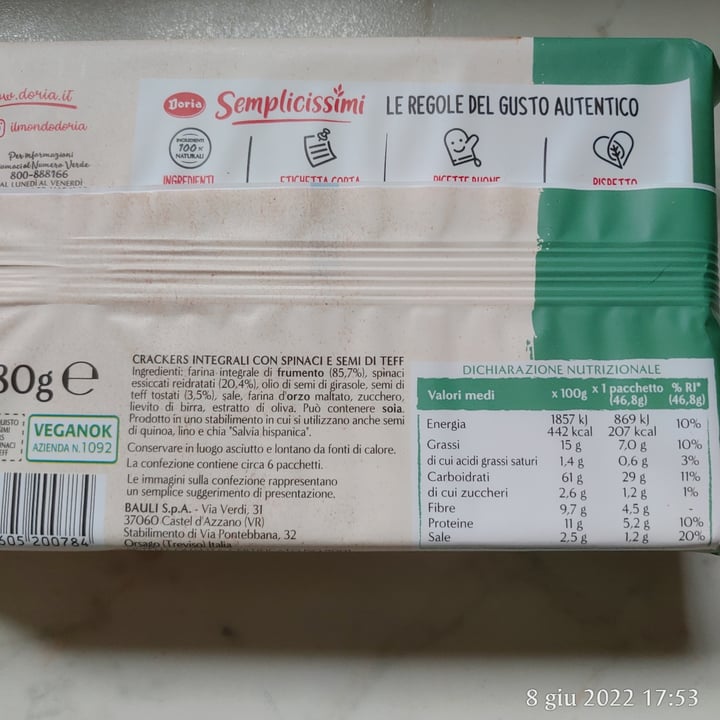 www.doria.it
ilmondodoria
Per informazioni
Numero Verde
800-888166
AL LUNEDÌ AL VENERDÌ
Doria Semplicissimi LE REGOLE DEL GUSTO AUTENTICO
INGREDIENTI
100%
NATURALI
INGREDIENTI
ETICHETTA CORTA
RICETTE BUONE
RISPETTO
80g e
VEGANOK
AZIENDA N.1092
605 200784
CRACKERS INTEGRALI CON SPINACI E SEMI DI TEFF
Ingredienti: farina integrale di frumento (85,7%), spinaci
essiccati reidratati (20,4%), olio di semi di girasole, semi di
teff tostati (3,5%), sale, farina d'orzo maltato, zucchero,
lievito di birra, estratto di oliva. Può contenere soia.
Prodotto in uno stabilimento in cui si utilizzano anche semi
di quinoa, lino e chia "Salvia hispanica".
Conservare in luogo asciutto e lontano da fonti di calore.
La confezione contiene circa 6 pacchetti.
Le immagini sulla confezione rappresentano
un semplice suggerimento di presentazione.
BAULI S.p.A. - Via Verdi, 31
37060 Castel d'Azzano (VR)
Stabilimento di Via Pontebbana, 32
Orsago (Treviso) Italia
DICHIARAZIONE NUTRIZIONALE
Valori medi x 100g x 1 pacchetto (46,8g) % RI* (46,8g)
Energia 1857 kJ 869 kJ 10%
442 kcal 207 kcal
Grassi 15 g 7,0 g 10%
di cui acidi grassi saturi 1,4 g 0,6 g 3%
Carboidrati 61 g 29 g 11%
di cui zuccheri 2,6 g 1,2 g 1%
Fibre 9,7 g 4,5 g -
Proteine 11 g 5,2 g 10%
Sale 2,5 g 1,2 g 20%
8 giu 2022 17:53